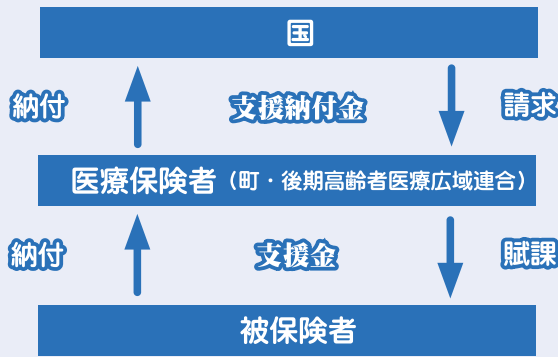 国
納付 支援納付金 請求
医療保険者（町・後期高齢者医療広域連合）
納付 支援金 賦課
被保険者